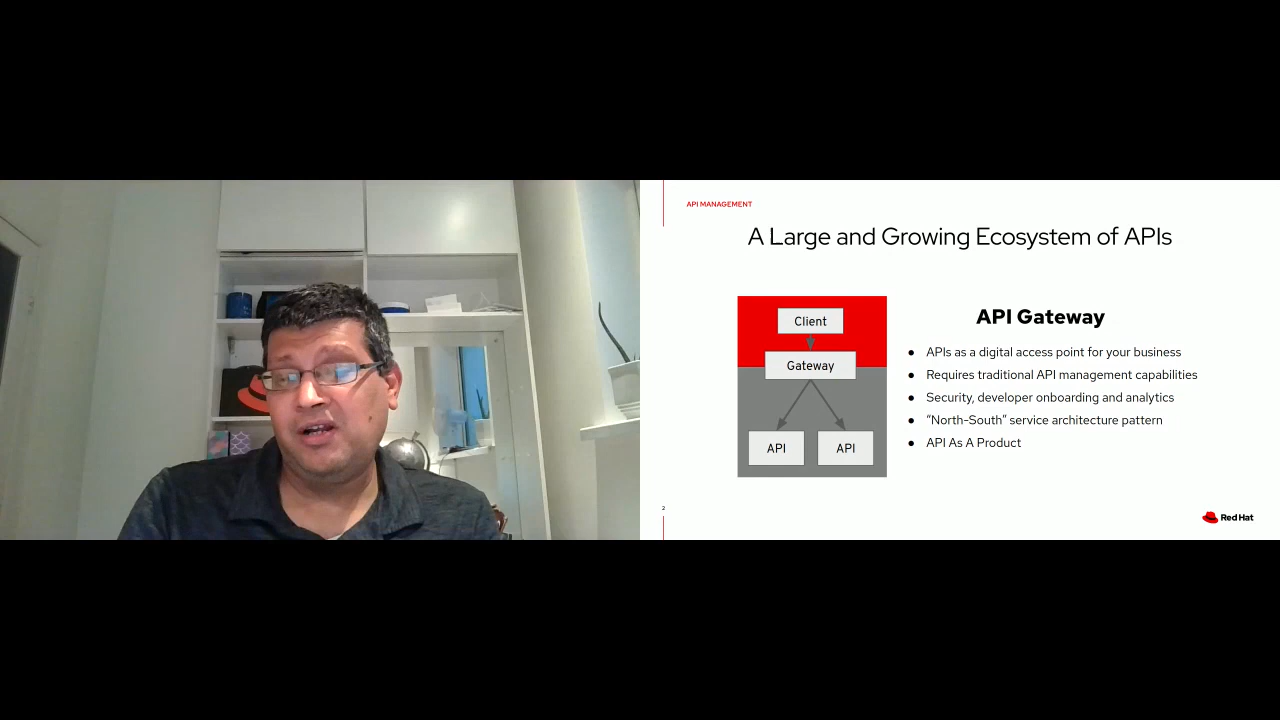 API MANAGEMENT
A Large and Growing Ecosystem of APIs
Client
Gateway
API API
API Gateway
● APIs as a digital access point for your business
● Requires traditional API management capabilities
● Security, developer onboarding and analytics
● “North-South” service architecture pattern
● API As A Product
2
Red Hat